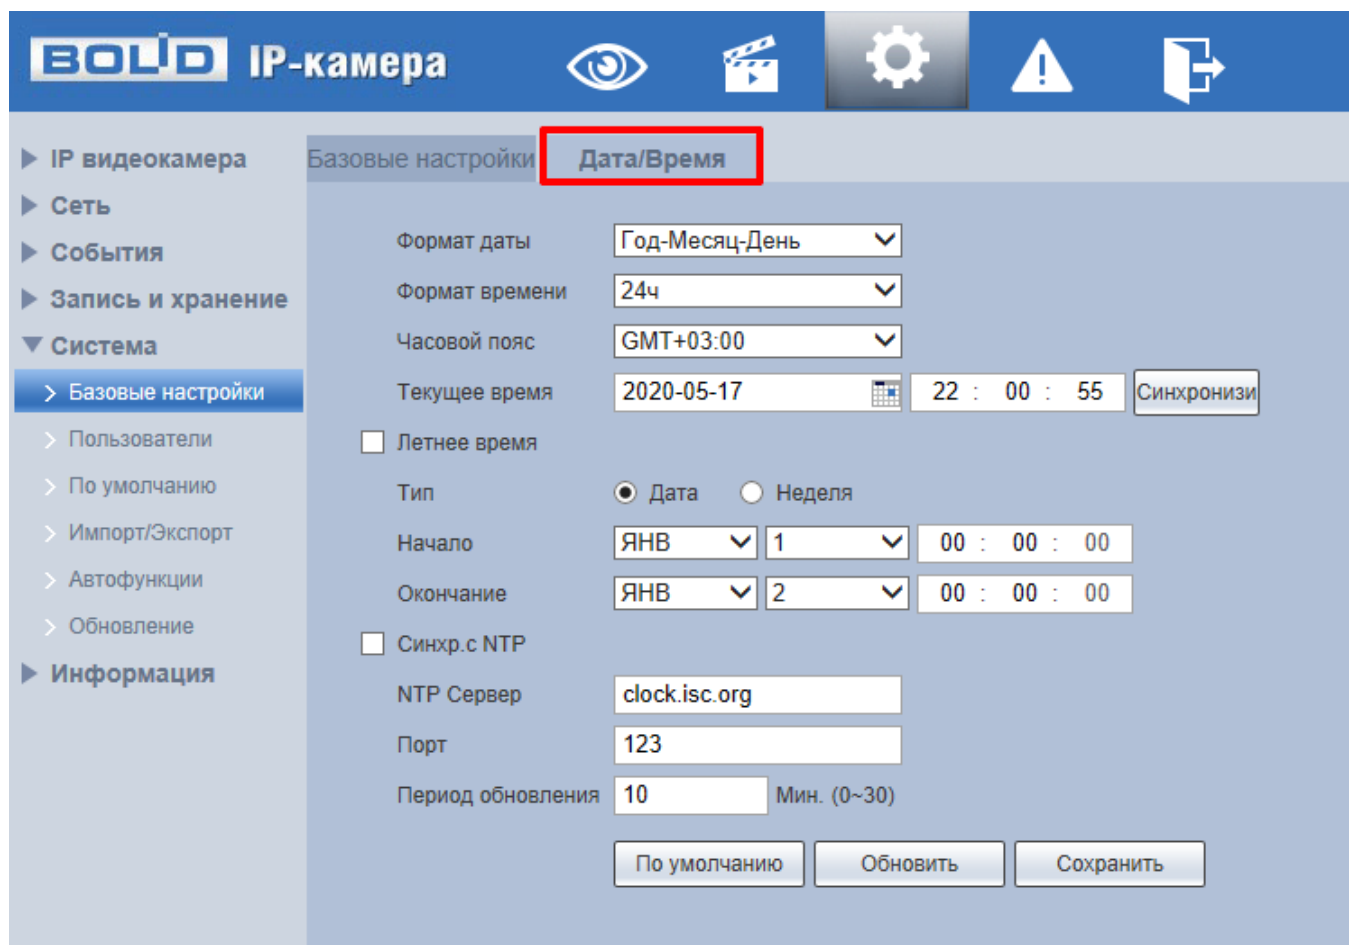 BOLID IP-камера
IP видеокамера
Сеть
События
Запись и хранение
Система
Базовые настройки
Пользователи
По умолчанию
Импорт/Экспорт
Автофункции
Обновление
Информация
Базовые настройки Дата/Время
Формат даты Год-Месяц-День
Формат времени 24ч
Часовой пояс GMT+03:00
Текущее время 2020-05-17 22 : 00 : 55 Синхронизи
Летнее время
Тип Дата Неделя
Начало ЯНВ 1 00 : 00 : 00
Окончание ЯНВ 2 00 : 00 : 00
Синхр.с NTP
NTP Сервер clock.isc.org
Порт 123
Период обновления 10 Мин. (0~30)
По умолчанию Обновить Сохранить